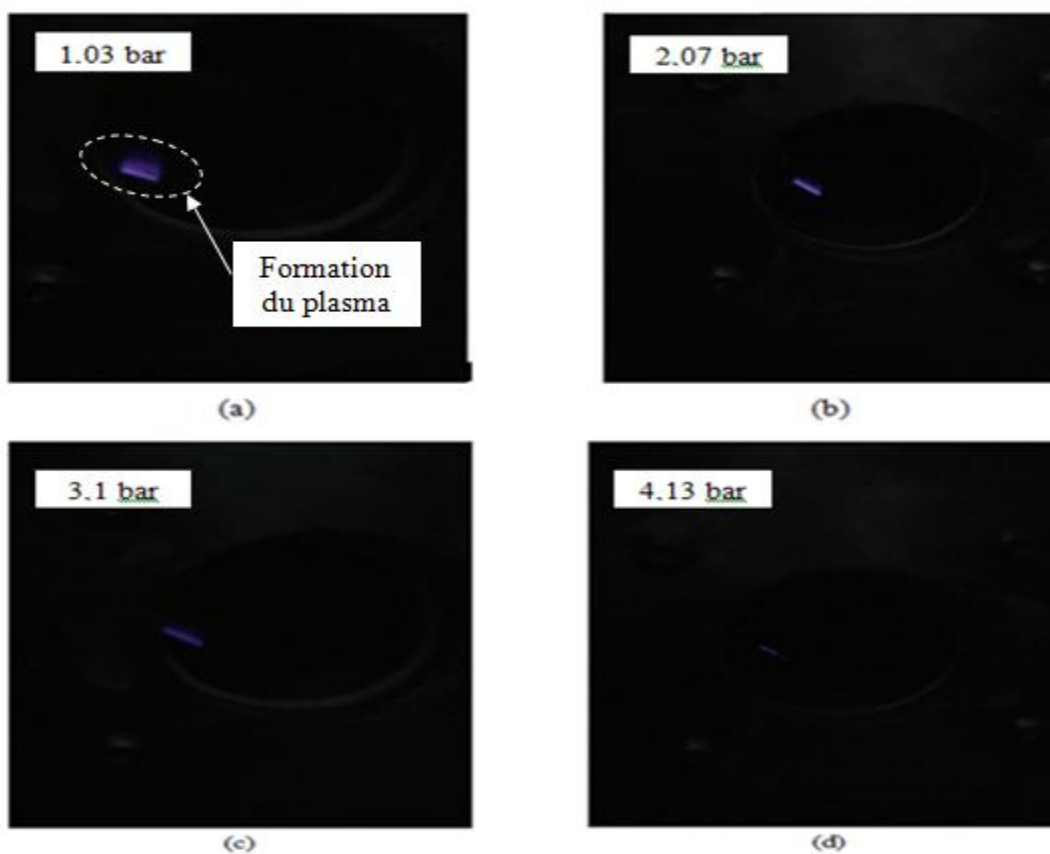 1.03 bar
2.07 bar
Formation
du plasma
(a)
(b)
3.1 bar
4.13 bar
(c)
(d)